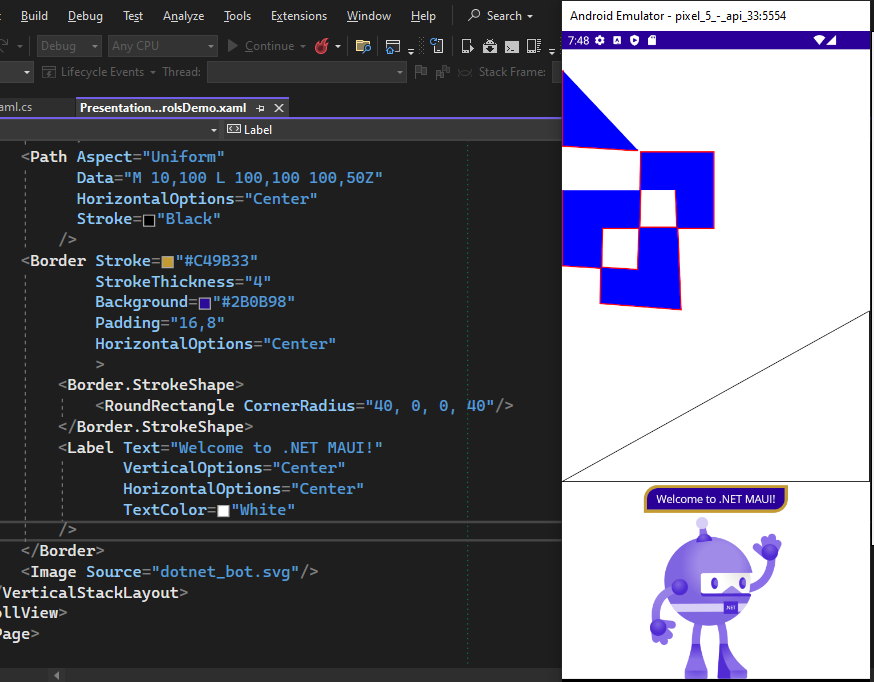 Build Debug Test Analyze Tools Extensions Window Help Search
Debug Any CPU Continue
Lifecycle Events Thread: Stack Frame:
aml.cs Presentation...rolsDemo.xaml
Label
<Path Aspect="Uniform"
Data="M 10,100 L 100,100 100,50Z"
HorizontalOptions="Center"
Stroke="Black"
/>
<Border Stroke="#C49B33"
StrokeThickness="4"
Background="#2B0B98"
Padding="16,8"
HorizontalOptions="Center"
>
<Border.StrokeShape>
<RoundRectangle CornerRadius="40, 0, 0, 40"/>
</Border.StrokeShape>
<Label Text="Welcome to .NET MAUI!"
VerticalOptions="Center"
HorizontalOptions="Center"
TextColor="White"
/>
</Border>
<Image Source="dotnet_bot.svg"/>
/VerticalStackLayout>
ollView>
Page>
Android Emulator - pixel_5_-_api_33:5554
7:48
Welcome to .NET MAUI!
.NET